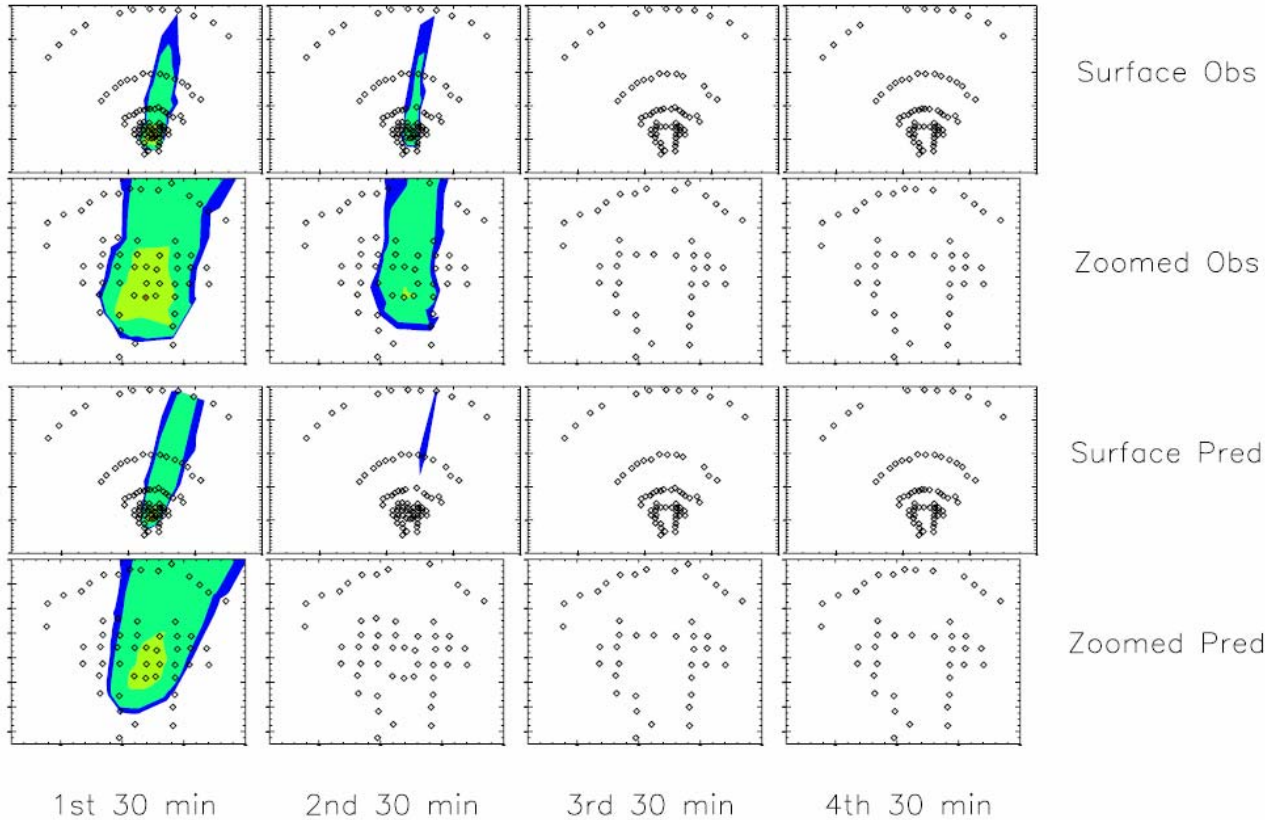 Surface Obs
Zoomed Obs
Surface Pred
Zoomed Pred
1st 30 min
2nd 30 min
3rd 30 min
4th 30 min